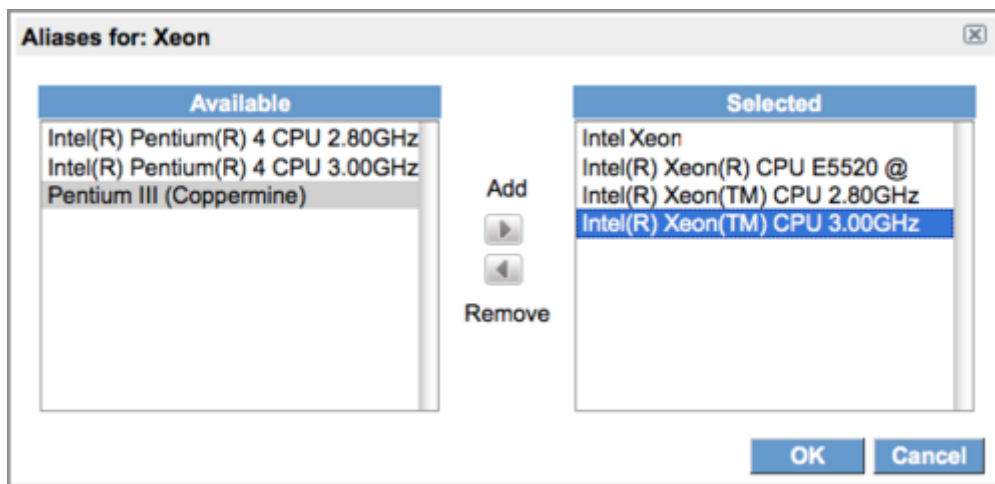 Aliases for: Xeon
Available
Intel(R) Pentium(R) 4 CPU 2.80GHz
Intel(R) Pentium(R) 4 CPU 3.00GHz
Pentium III (Coppermine)
Add
Remove
Selected
Intel Xeon
Intel(R) Xeon(R) CPU E5520 @
Intel(R) Xeon(TM) CPU 2.80GHz
Intel(R) Xeon(TM) CPU 3.00GHz
OK
Cancel